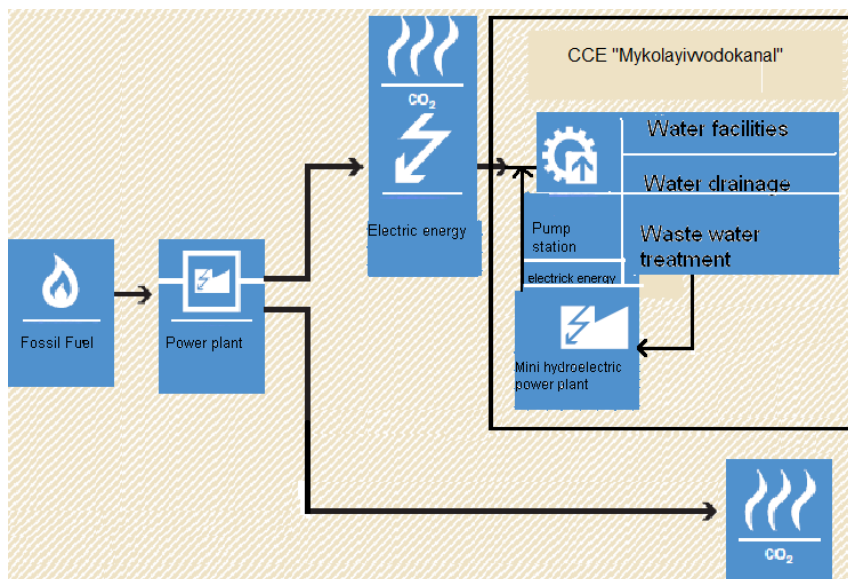 CCE "Mykolayivvodokanal"
CO2
Water facilities
Water drainage
Electric energy
Pump
station
Waste water
treatment
electrick energy
Fossil Fuel
Power plant
Mini hydroelectric
power plant
CO2